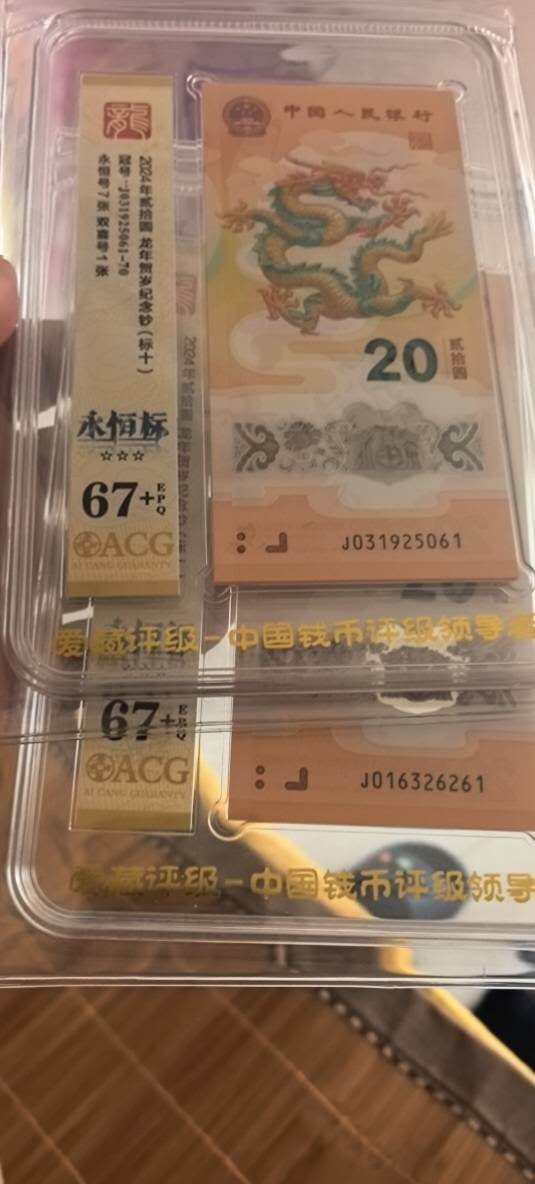 龍
2024年贰拾圆 龙年贺岁纪念钞(标十)
冠号:J031925061-70
永恒号7张 双喜号1张
永恒标
☆☆☆
67+EPQ
ACG
AI CANG GUARANTY
中国人民银行
20
贰拾圆
J031925061
爱藏评级-中国钱币评级领导者
67+EPQ
ACG
AI CANG GUARANTY
J016326261
爱藏评级-中国钱币评级领导